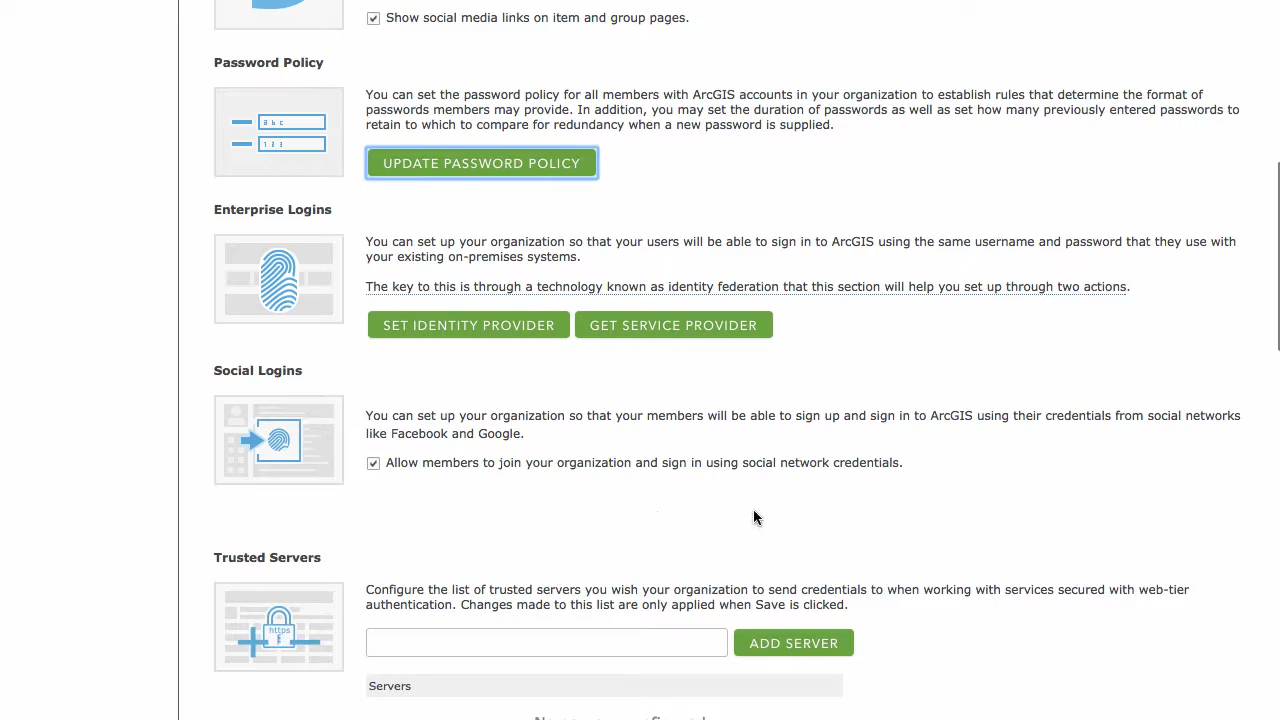 Show social media links on item and group pages.
Password Policy
You can set the password policy for all members with ArcGIS accounts in your organization to establish rules that determine the format of
passwords members may provide. In addition, you may set the duration of passwords as well as set how many previously entered passwords to
retain to which to compare for redundancy when a new password is supplied.
a b c
1 2 3
UPDATE PASSWORD POLICY
Enterprise Logins
You can set up your organization so that your users will be able to sign in to ArcGIS using the same username and password that they use with
your existing on-premises systems.
The key to this is through a technology known as identity federation that this section will help you set up through two actions.
SET IDENTITY PROVIDER GET SERVICE PROVIDER
Social Logins
You can set up your organization so that your members will be able to sign up and sign in to ArcGIS using their credentials from social networks
like Facebook and Google.
Allow members to join your organization and sign in using social network credentials.
Trusted Servers
Configure the list of trusted servers you wish your organization to send credentials to when working with services secured with web-tier
authentication. Changes made to this list are only applied when Save is clicked.
https
ADD SERVER
Servers